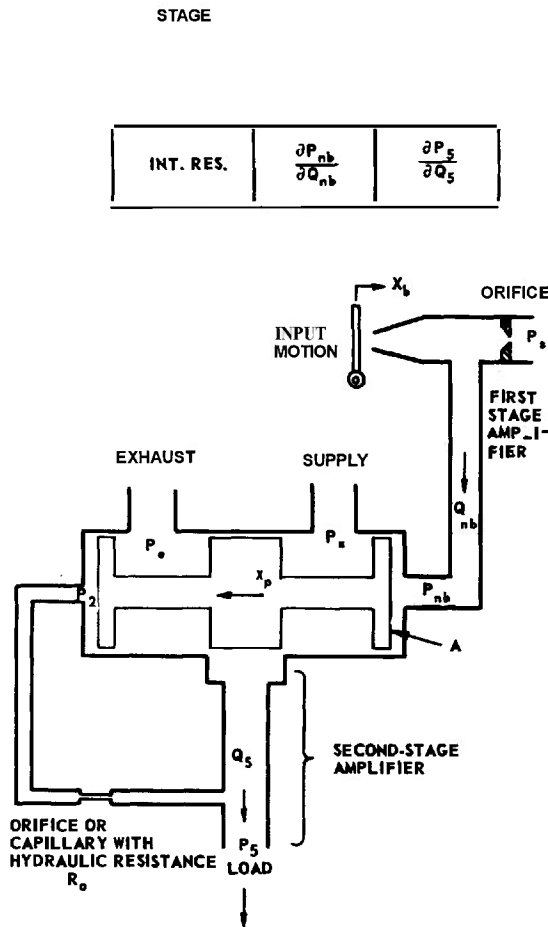 STAGE
INT. RES. ∂P_nb/∂Q_nb ∂P_5/∂Q_5
X_b
ORIFICE
INPUT
MOTION
P_s
FIRST
STAGE
AMP_I-
FIER
EXHAUST
SUPPLY
Q_nb
P_e
P_s
P_2
X_p
P_nb
A
Q_5
SECOND-STAGE
AMPLIFIER
ORIFICE OR
CAPILLARY WITH
HYDRAULIC RESISTANCE
R_o
P_5
LOAD